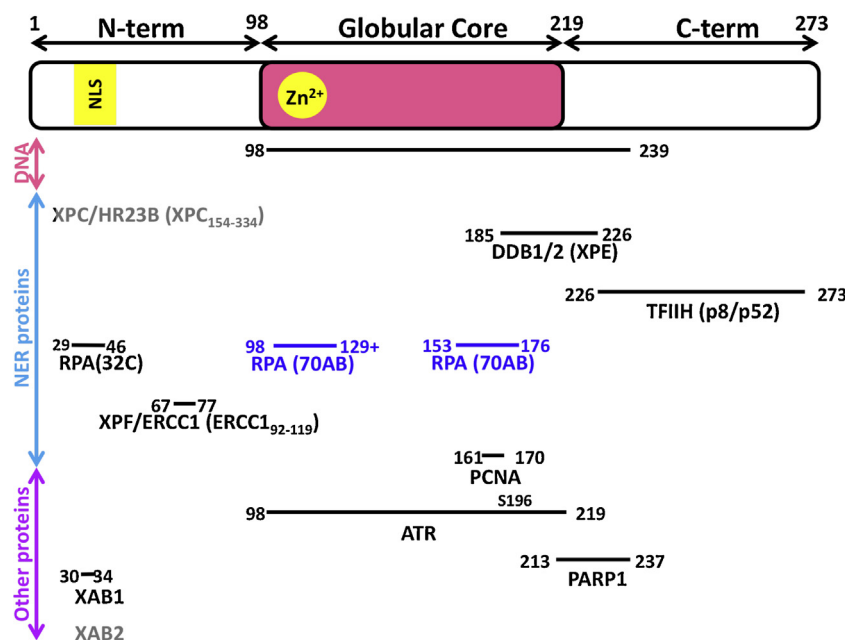 1 N-term 98 Globular Core 219 C-term 273
NLS Zn²⁺
DNA
98 239
NER proteins
XPC/HR23B (XPC₁₅₄₋₃₃₄)
185 226
DDB1/2 (XPE)
226 273
TFIIH (p8/p52)
29 46 98 129+ 153 176
RPA(32C) RPA (70AB) RPA (70AB)
67 77
XPF/ERCC1 (ERCC1₉₂₋₁₁₉)
161 170
PCNA
Other proteins
S196
98 219
ATR
213 237
PARP1
30 34
XAB1
XAB2